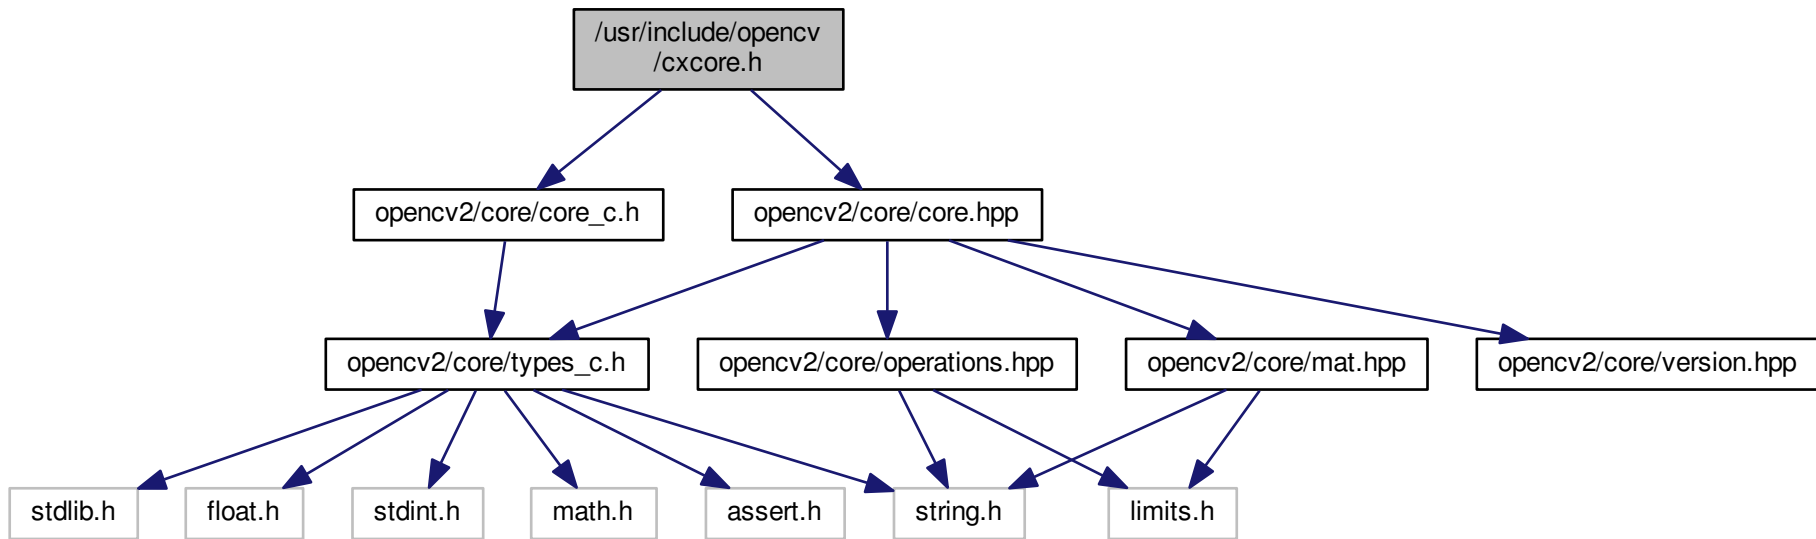 /usr/include/opencv
/cxcore.h
opencv2/core/core_c.h
opencv2/core/core.hpp
opencv2/core/types_c.h
opencv2/core/operations.hpp
opencv2/core/mat.hpp
opencv2/core/version.hpp
stdlib.h
float.h
stdint.h
math.h
assert.h
string.h
limits.h